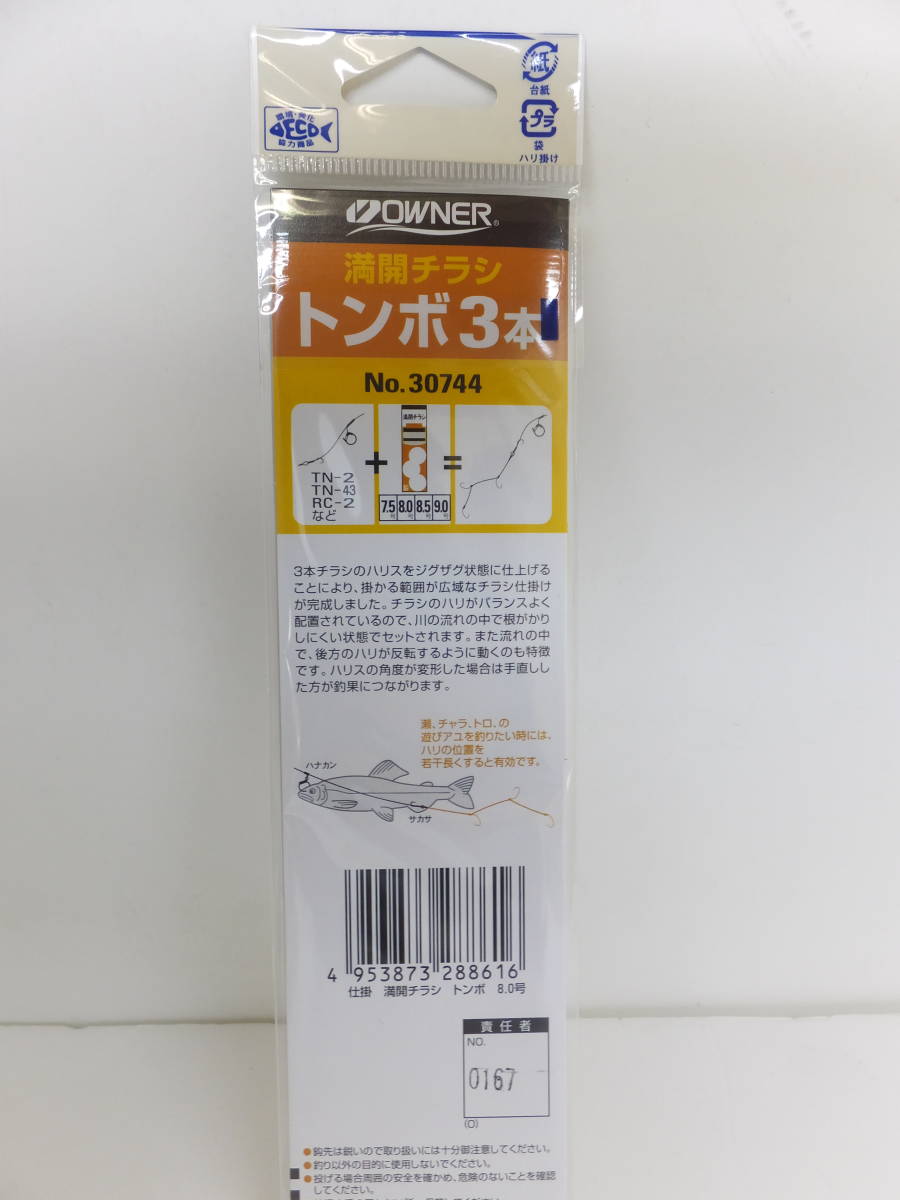 環境・美化
ECO
協力商品
紙
台紙
プラ
袋
ハリ掛け
OWNER®
満開チラシ
トンボ3本
No.30744
TN-2
TN-43
RC-2
など
+
満開チラシ
7.5号 8.0号 8.5号 9.0号
=
3本チラシのハリスをジグザグ状態に仕上げる
ことにより、掛かる範囲が広域なチラシ仕掛け
が完成しました。チラシのハリがバランスよく
配置されているので、川の流れの中で根がかり
しにくい状態でセットされます。また流れの中
で、後方のハリが反転するように動くのも特徴
です。ハリスの角度が変形した場合は手直しし
た方が釣果につながります。
瀬、チャラ、トロ、の
遊びアユを釣りたい時には、
ハリの位置を
若干長くすると有効です。
ハナカン
サカサ
4 953873 288616
仕掛 満開チラシ トンボ 8.0号
責任者
NO.
0167
(O)
●鈎先は鋭いので取り扱いには十分御注意してください。
●釣り以外の目的に使用しないでください。
●投げる場合周囲の安全を確かめ、危険のないことを確認
してください。